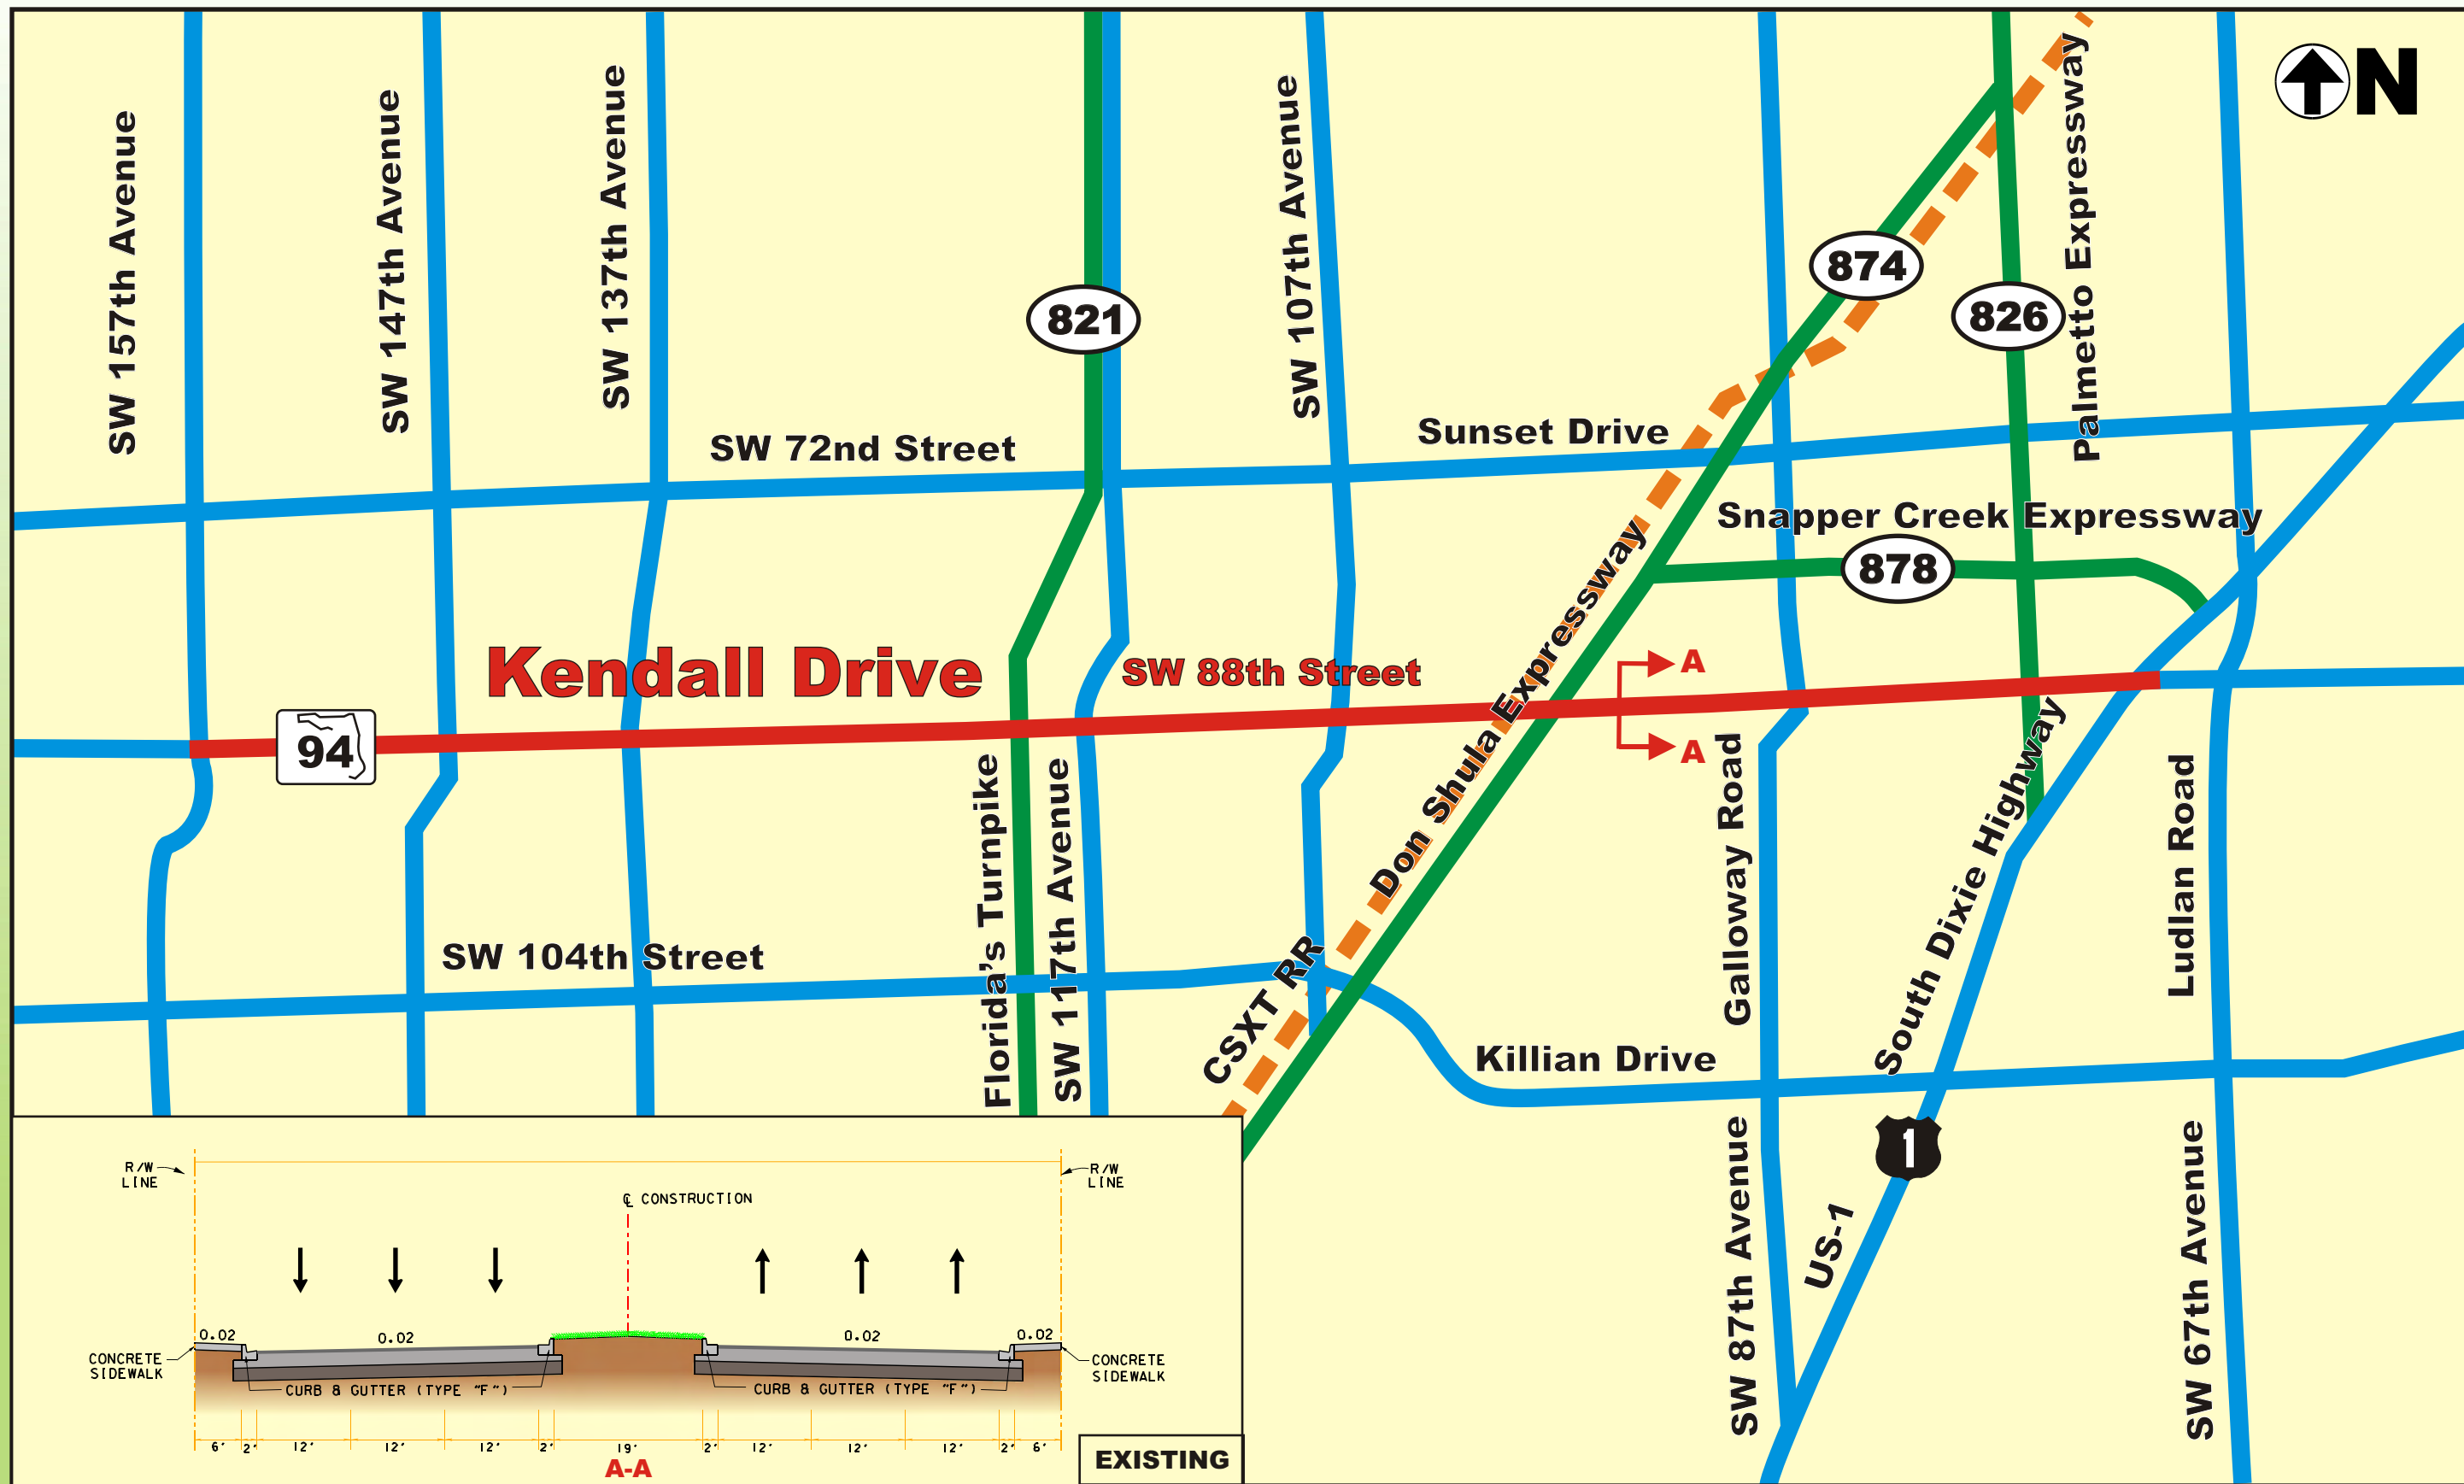 N
SW 157th Avenue
SW 147th Avenue
SW 137th Avenue
821
SW 107th Avenue
874
826
Palmetto Expressway
SW 72nd Street
Sunset Drive
Snapper Creek Expressway
878
Kendall Drive
SW 88th Street
94
A
A
Don Shula Expressway
CSXT RR
Florida's Turnpike
SW 117th Avenue
Galloway Road
South Dixie Highway
Ludlan Road
SW 104th Street
Killian Drive
1
US-1
SW 87th Avenue
SW 67th Avenue
R/W
LINE
R/W
LINE
℄ CONSTRUCTION
0.02 0.02 0.02 0.02
CONCRETE
SIDEWALK
CONCRETE
SIDEWALK
CURB & GUTTER (TYPE "F") CURB & GUTTER (TYPE "F")
6' 2' 12' 12' 12' 2' 19' 2' 12' 12' 12' 2' 6'
A-A
EXISTING